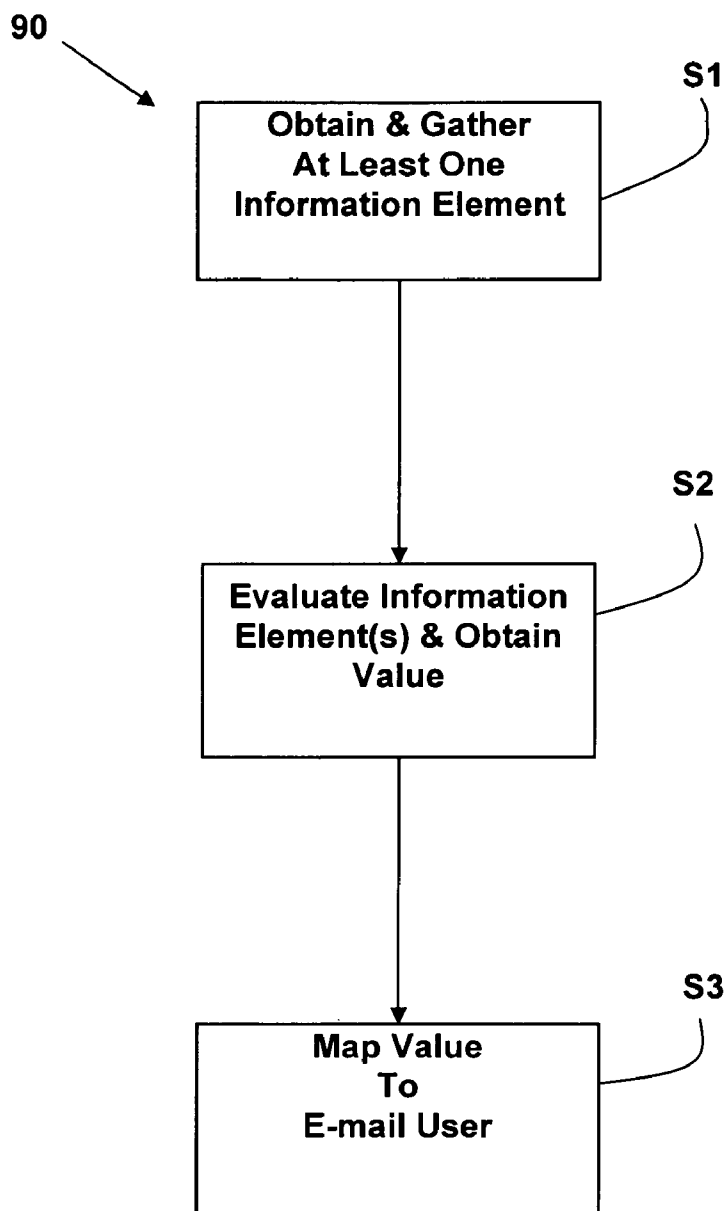 90
S1
Obtain & Gather
At Least One
Information Element
S2
Evaluate Information
Element(s) & Obtain
Value
S3
Map Value
To
E-mail User